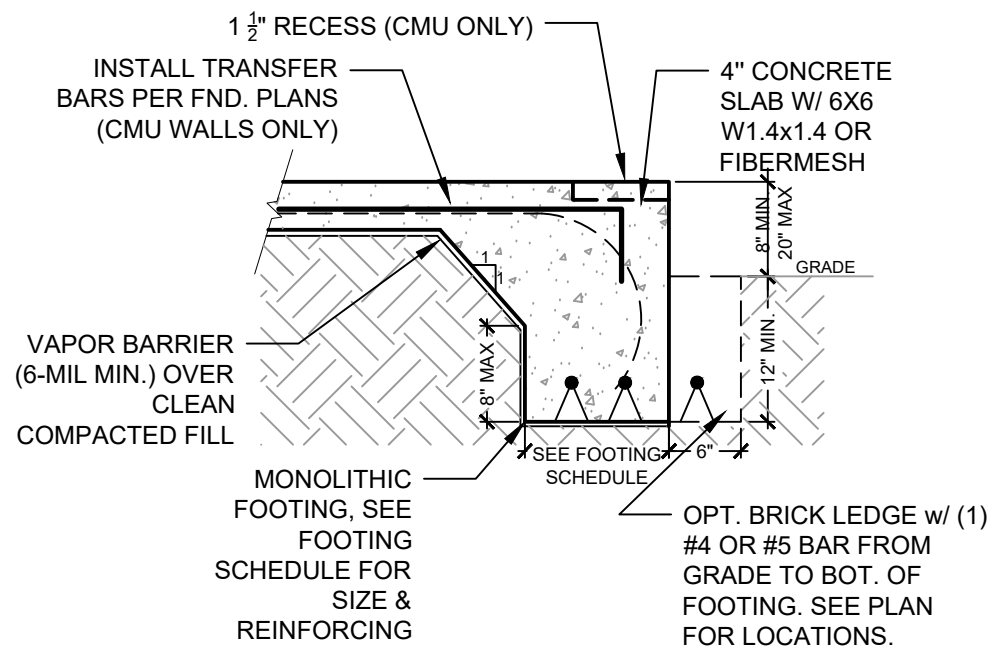 1 1/2" RECESS (CMU ONLY)
INSTALL TRANSFER
BARS PER FND. PLANS
(CMU WALLS ONLY)
4" CONCRETE
SLAB W/ 6X6
W1.4x1.4 OR
FIBERMESH
8" MIN.
20" MAX
GRADE
1
1
12" MIN.
8" MAX
VAPOR BARRIER
(6-MIL MIN.) OVER
CLEAN
COMPACTED FILL
SEE FOOTING
SCHEDULE
6"
MONOLITHIC
FOOTING, SEE
FOOTING
SCHEDULE FOR
SIZE &
REINFORCING
OPT. BRICK LEDGE w/ (1)
#4 OR #5 BAR FROM
GRADE TO BOT. OF
FOOTING. SEE PLAN
FOR LOCATIONS.